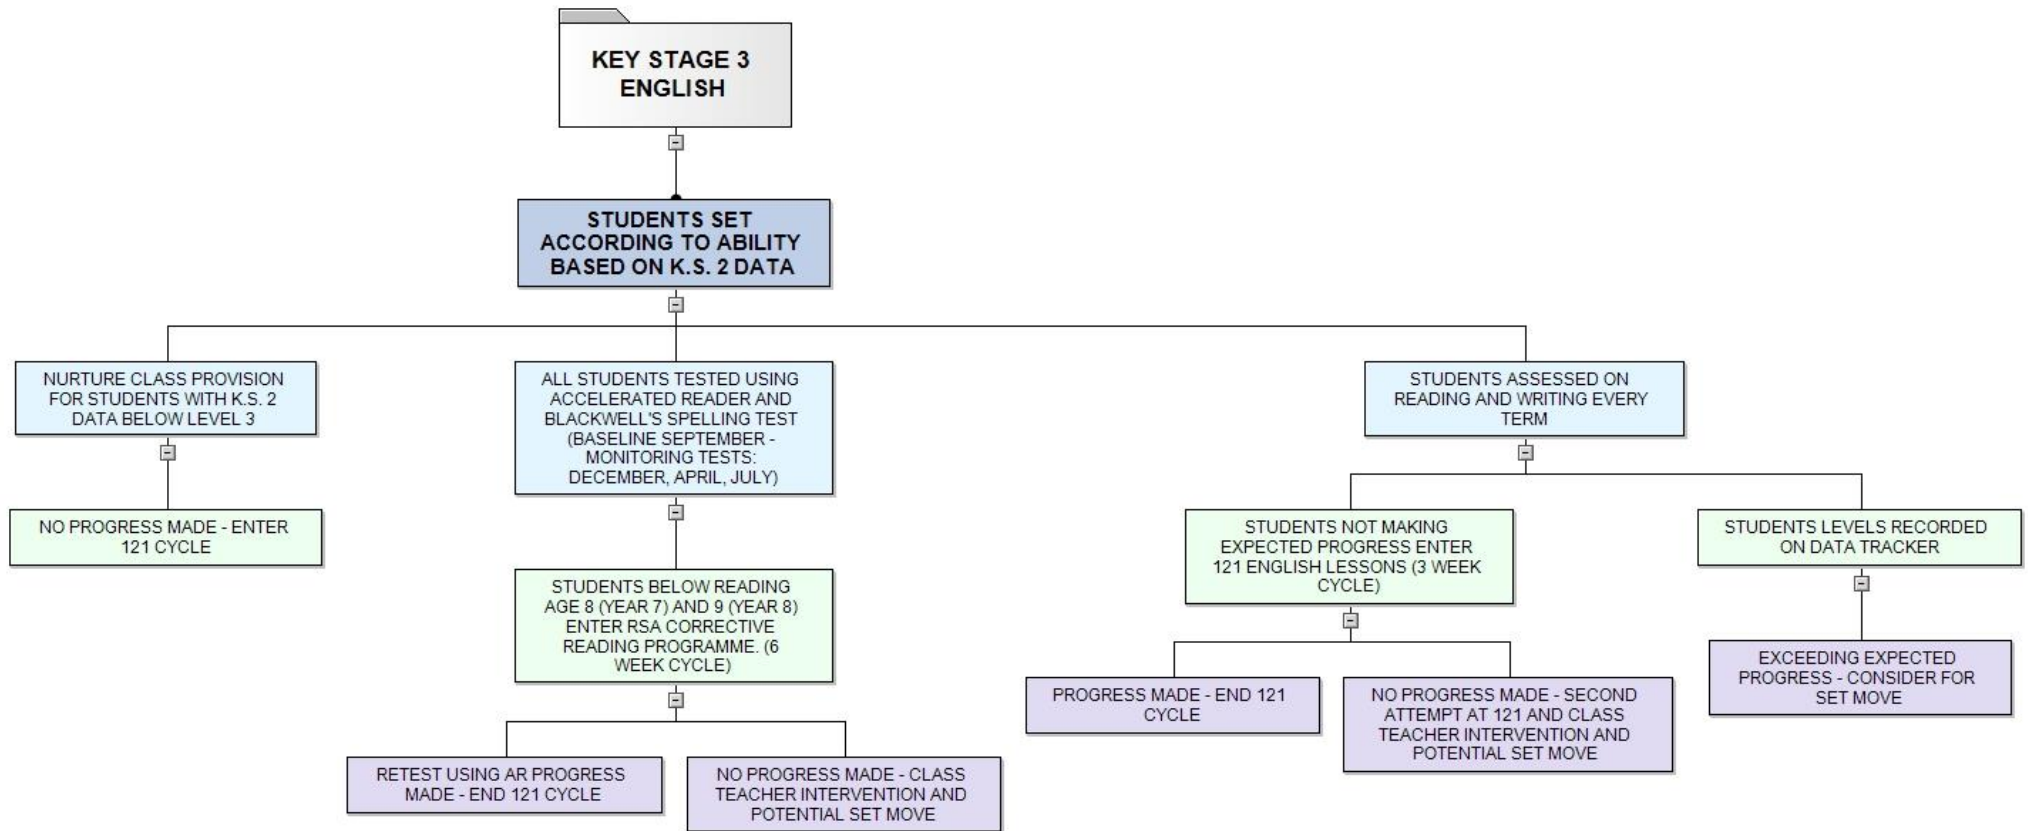 KEY STAGE 3
ENGLISH
STUDENTS SET
ACCORDING TO ABILITY
BASED ON K.S. 2 DATA
NURTURE CLASS PROVISION
FOR STUDENTS WITH K.S. 2
DATA BELOW LEVEL 3
NO PROGRESS MADE - ENTER
121 CYCLE
ALL STUDENTS TESTED USING
ACCELERATED READER AND
BLACKWELL'S SPELLING TEST
(BASELINE SEPTEMBER -
MONITORING TESTS:
DECEMBER, APRIL, JULY)
STUDENTS BELOW READING
AGE 8 (YEAR 7) AND 9 (YEAR 8)
ENTER RSA CORRECTIVE
READING PROGRAMME. (6
WEEK CYCLE)
RETEST USING AR PROGRESS
MADE - END 121 CYCLE
NO PROGRESS MADE - CLASS
TEACHER INTERVENTION AND
POTENTIAL SET MOVE
STUDENTS ASSESSED ON
READING AND WRITING EVERY
TERM
STUDENTS NOT MAKING
EXPECTED PROGRESS ENTER
121 ENGLISH LESSONS (3 WEEK
CYCLE)
PROGRESS MADE - END 121
CYCLE
NO PROGRESS MADE - SECOND
ATTEMPT AT 121 AND CLASS
TEACHER INTERVENTION AND
POTENTIAL SET MOVE
STUDENTS LEVELS RECORDED
ON DATA TRACKER
EXCEEDING EXPECTED
PROGRESS - CONSIDER FOR
SET MOVE